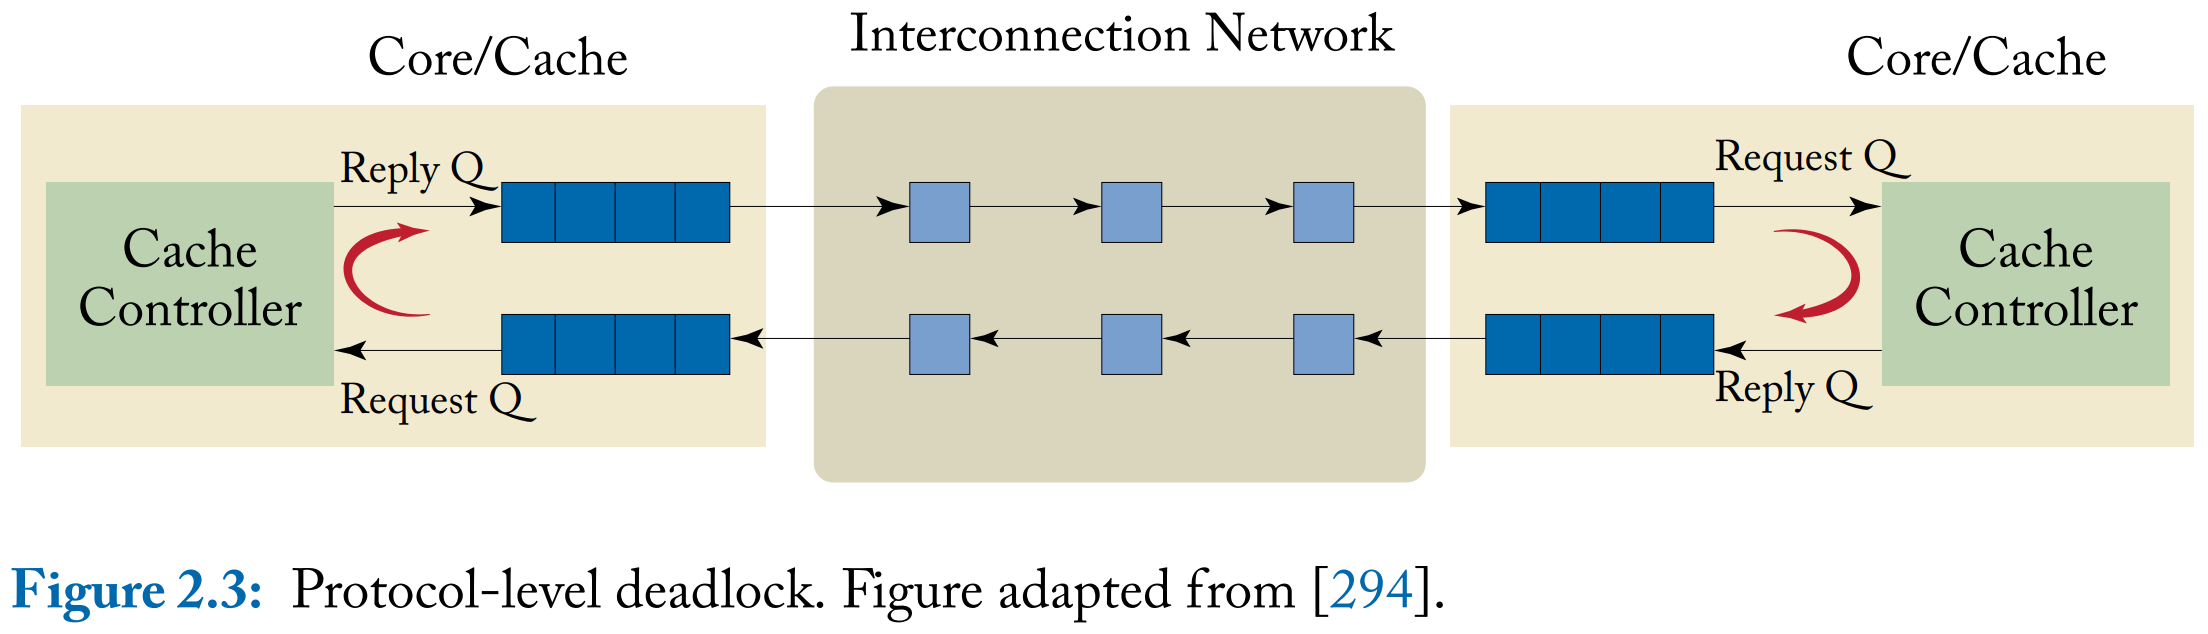 Interconnection Network
Core/Cache
Core/Cache
Reply Q
Request Q
Cache
Controller
Cache
Controller
Request Q
Reply Q
Figure 2.3: Protocol-level deadlock. Figure adapted from [294].